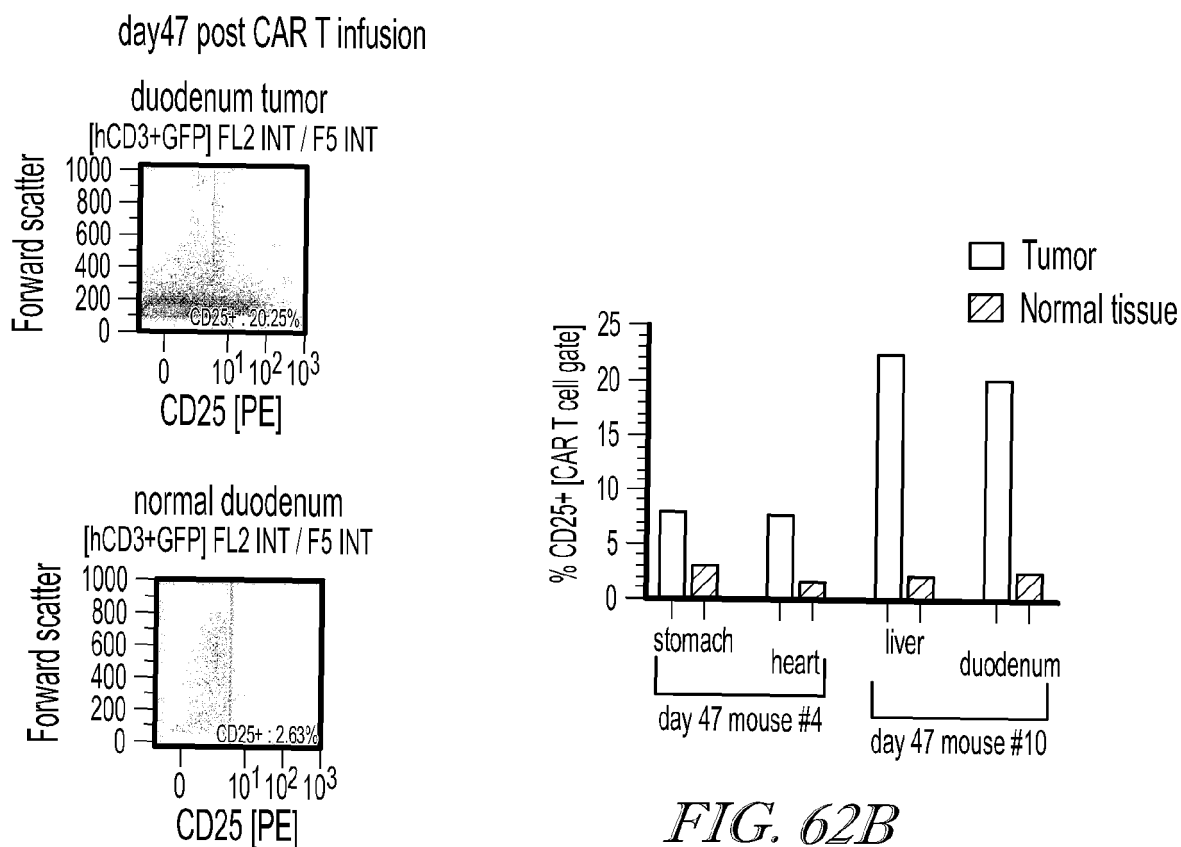 day47 post CAR T infusion
duodenum tumor
[hCD3+GFP] FL2 INT / F5 INT
Forward scatter
1000
800
600
400
200
0
CD25+ : 20.25%
0 10¹ 10² 10³
CD25 [PE]
normal duodenum
[hCD3+GFP] FL2 INT / F5 INT
Forward scatter
1000
800
600
400
200
0
CD25+ : 2.63%
0 10¹ 10² 10³
CD25 [PE]
Tumor
Normal tissue
% CD25+ [CAR T cell gate]
25
20
15
10
5
0
stomach heart liver duodenum
day 47 mouse #4 day 47 mouse #10
FIG. 62B